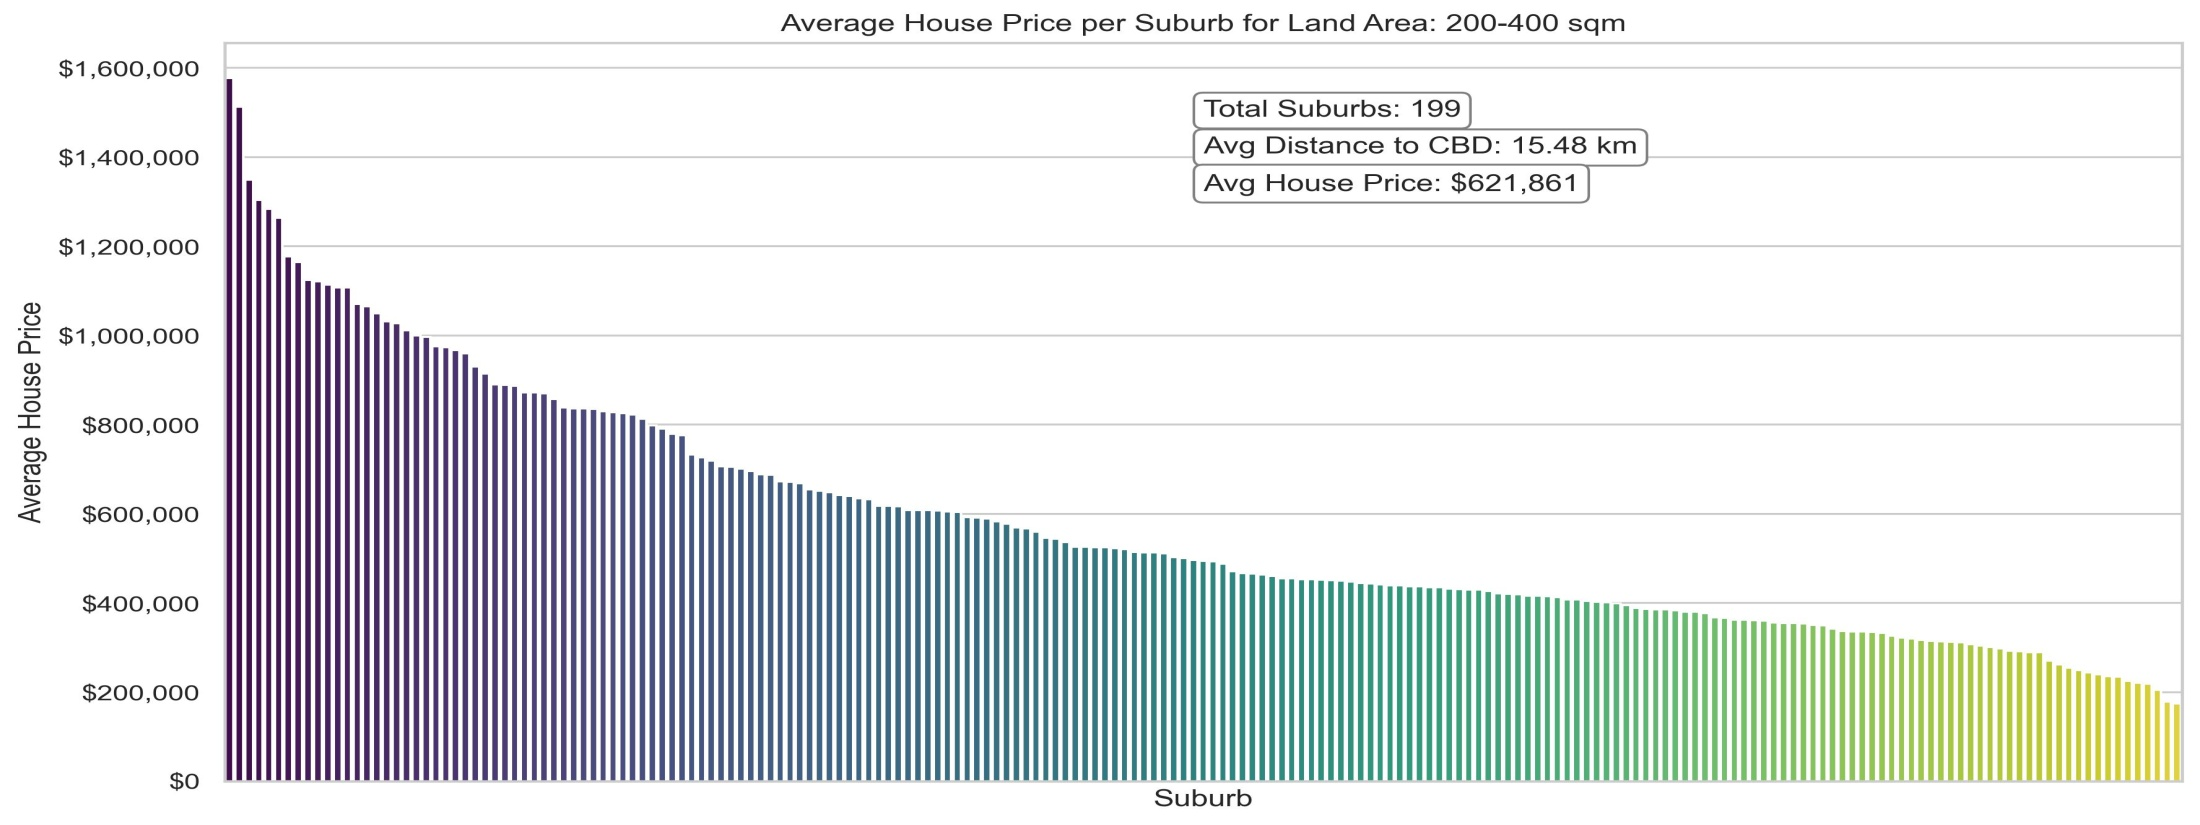 Average House Price per Suburb for Land Area: 200-400 sqm
$1,600,000
$1,400,000
$1,200,000
$1,000,000
$800,000
$600,000
$400,000
$200,000
$0
Average House Price
Total Suburbs: 199
Avg Distance to CBD: 15.48 km
Avg House Price: $621,861
Suburb